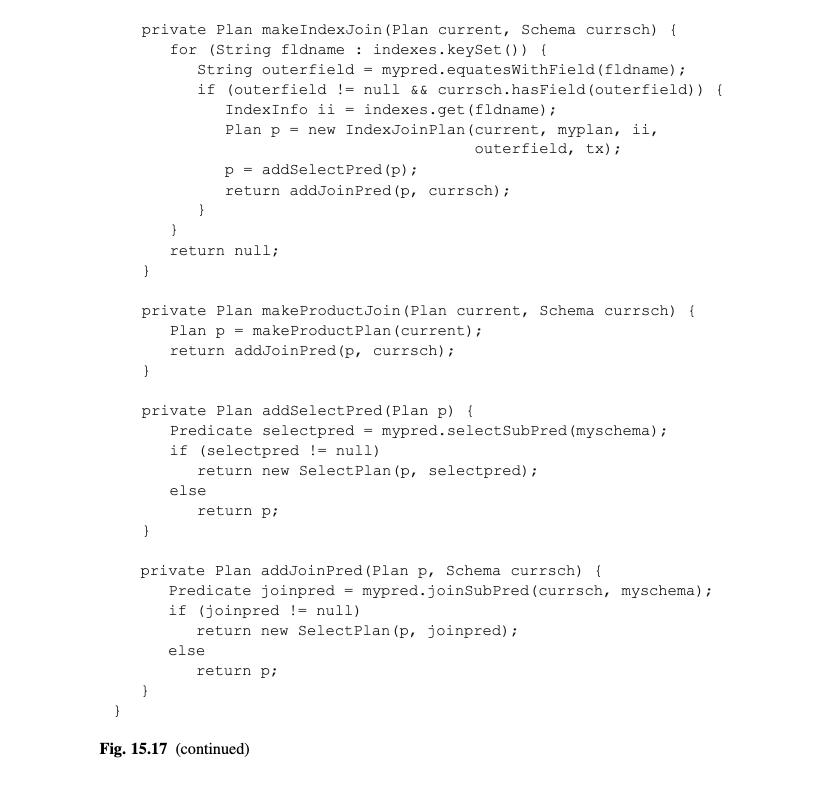 private Plan makeIndexJoin(Plan current, Schema currsch) {
for (String fldname : indexes.keySet()) {
String outerfield = mypred.equatesWithField(fldname);
if (outerfield != null && currsch.hasField(outerfield)) {
IndexInfo ii = indexes.get(fldname);
Plan p = new IndexJoinPlan(current, myplan, ii,
outerfield, tx);
p = addSelectPred(p);
return addJoinPred(p, currsch);
}
}
return null;
}
private Plan makeProductJoin(Plan current, Schema currsch) {
Plan p = makeProductPlan(current);
return addJoinPred(p, currsch);
}
private Plan addSelectPred(Plan p) {
Predicate selectpred = mypred.selectSubPred(myschema);
if (selectpred != null)
return new SelectPlan(p, selectpred);
else
return p;
}
private Plan addJoinPred(Plan p, Schema currsch) {
Predicate joinpred = mypred.joinSubPred(currsch, myschema);
if (joinpred != null)
return new SelectPlan(p, joinpred);
else
return p;
}
}
Fig. 15.17 (continued)